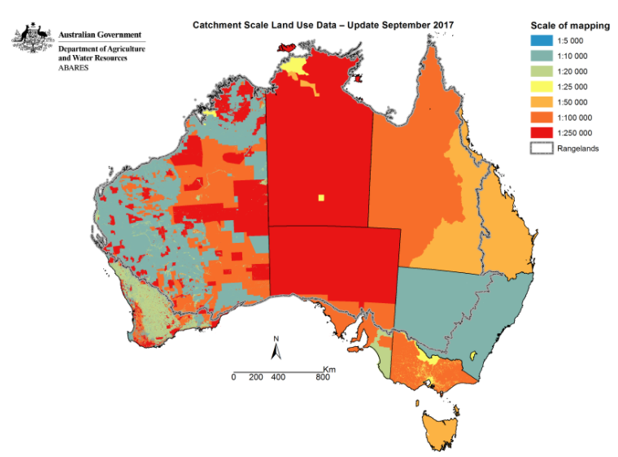 Australian Government
Department of Agriculture
and Water Resources
ABARES
Catchment Scale Land Use Data – Update September 2017
Scale of mapping
1:5 000
1:10 000
1:20 000
1:25 000
1:50 000
1:100 000
1:250 000
Rangelands
N
Km
0 200 400 800